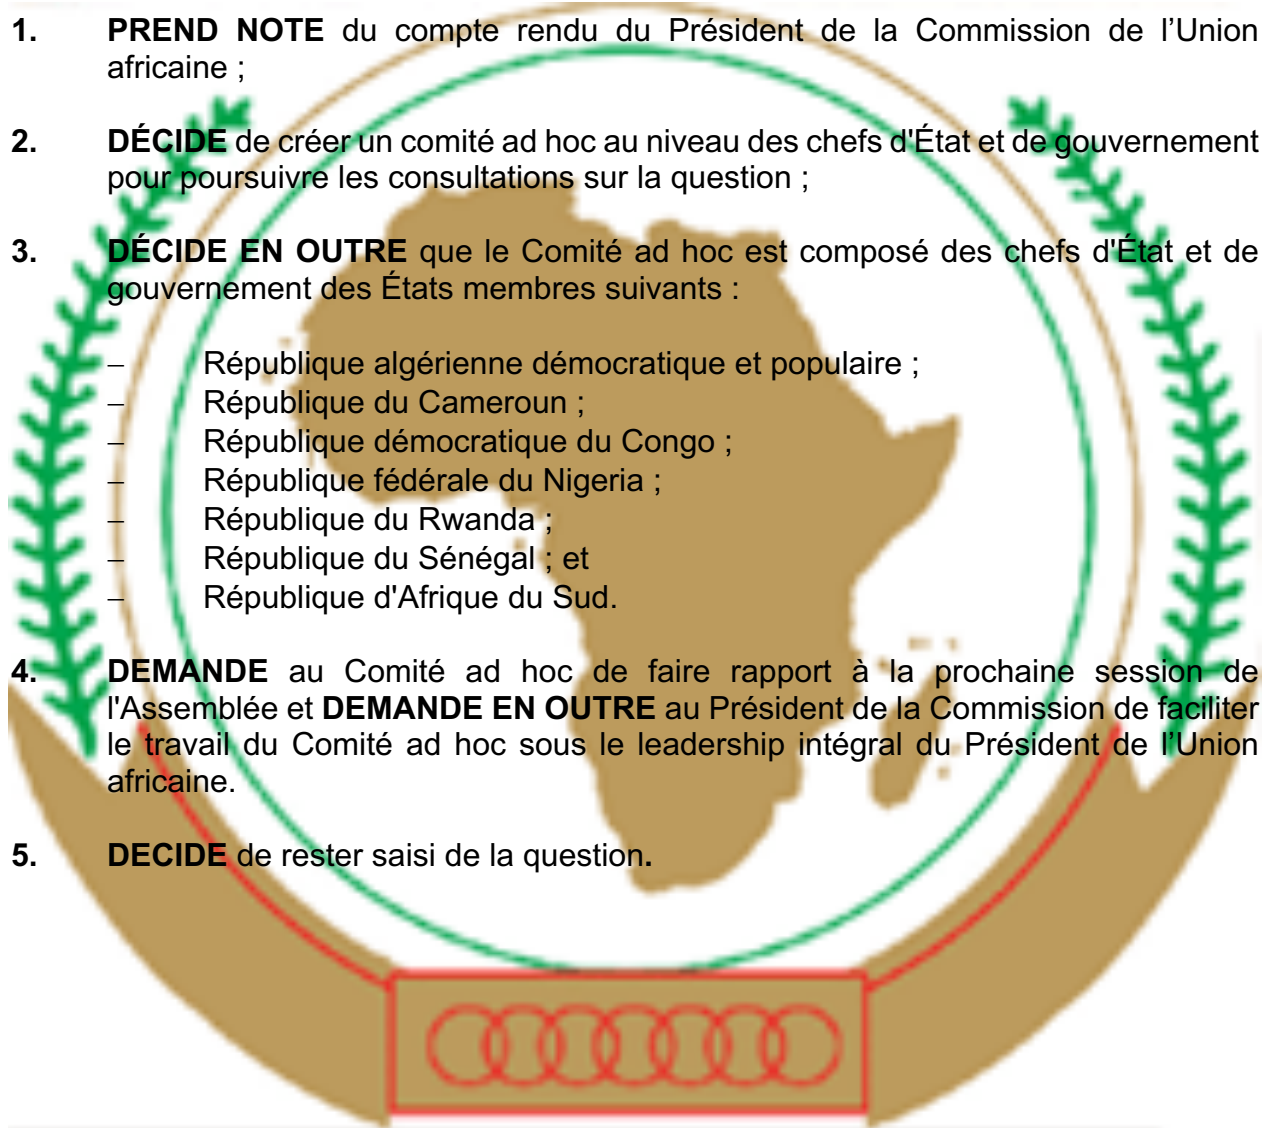 1. PREND NOTE du compte rendu du Président de la Commission de l’Union
africaine ;
2. DÉCIDE de créer un comité ad hoc au niveau des chefs d'État et de gouvernement
pour poursuivre les consultations sur la question ;
3. DÉCIDE EN OUTRE que le Comité ad hoc est composé des chefs d'État et de
gouvernement des États membres suivants :
– République algérienne démocratique et populaire ;
– République du Cameroun ;
– République démocratique du Congo ;
– République fédérale du Nigeria ;
– République du Rwanda ;
– République du Sénégal ; et
– République d'Afrique du Sud.
4. DEMANDE au Comité ad hoc de faire rapport à la prochaine session de
l'Assemblée et DEMANDE EN OUTRE au Président de la Commission de faciliter
le travail du Comité ad hoc sous le leadership intégral du Président de l’Union
africaine.
5. DECIDE de rester saisi de la question.